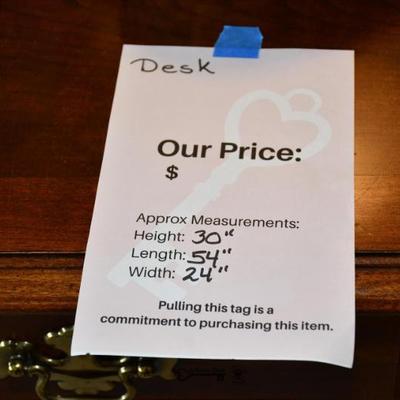 Desk
Our Price:
$
Approx Measurements:
Height: 30"
Length: 54"
Width: 24"
Pulling this tag is a
commitment to purchasing this item.